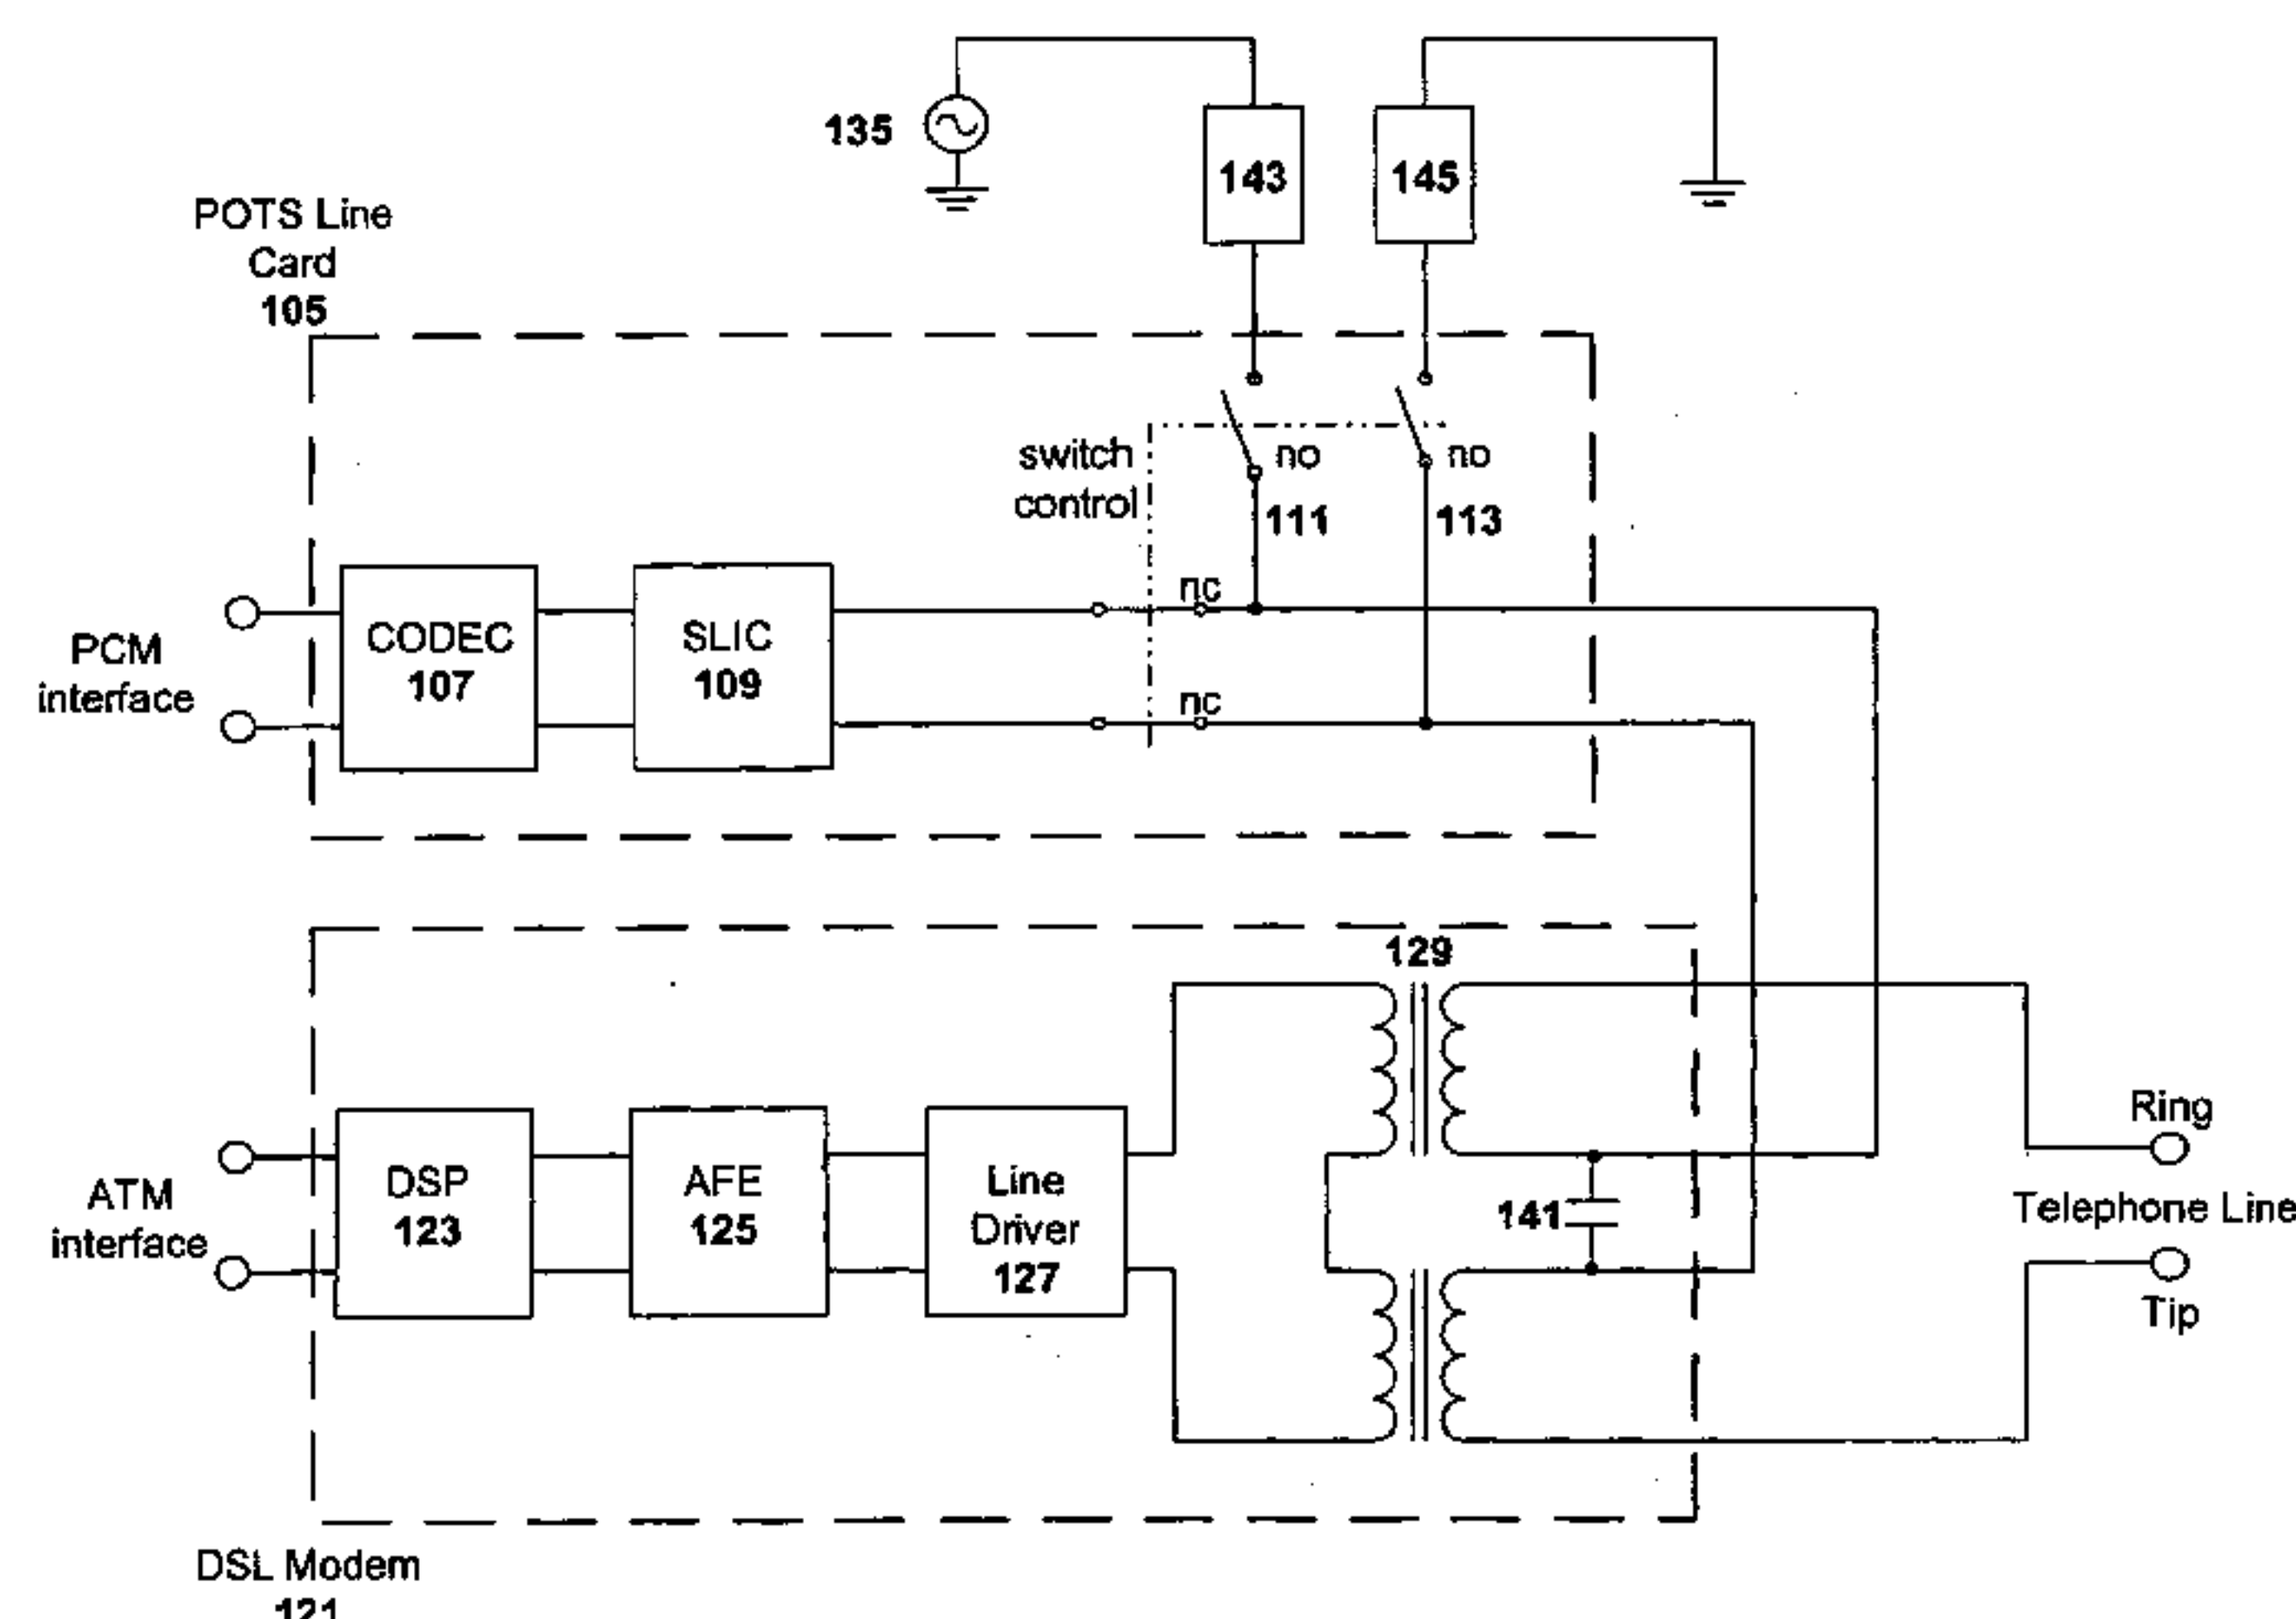 135
143
145
POTS Line
Card
105
switch
control
no
no
111
113
nc
CODEC
107
SLIC
109
PCM
interface
nc
129
Ring
DSP
123
AFE
125
Line
Driver
127
ATM
interface
141
Telephone Line
Tip
DSL Modem
121